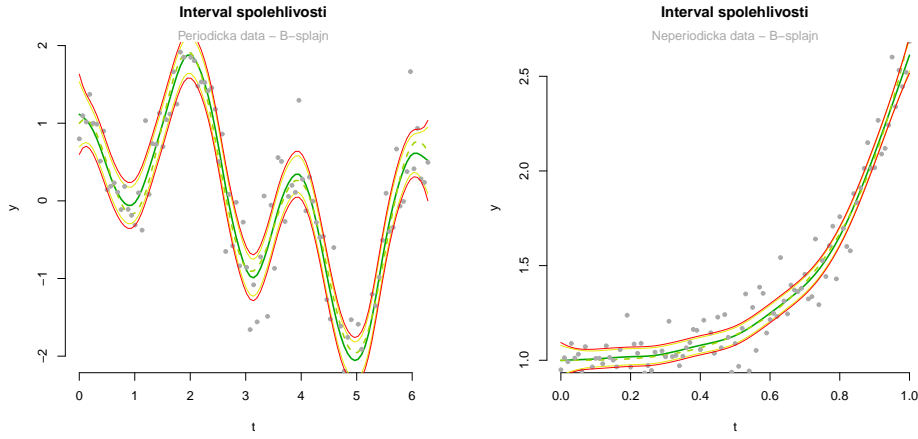 Interval spolehlivosti
Periodicka data − B−splajn
y
2
1
0
−1
−2
0 1 2 3 4 5 6
t
Interval spolehlivosti
Neperiodicka data − B−splajn
y
2.5
2.0
1.5
1.0
0.0 0.2 0.4 0.6 0.8 1.0
t